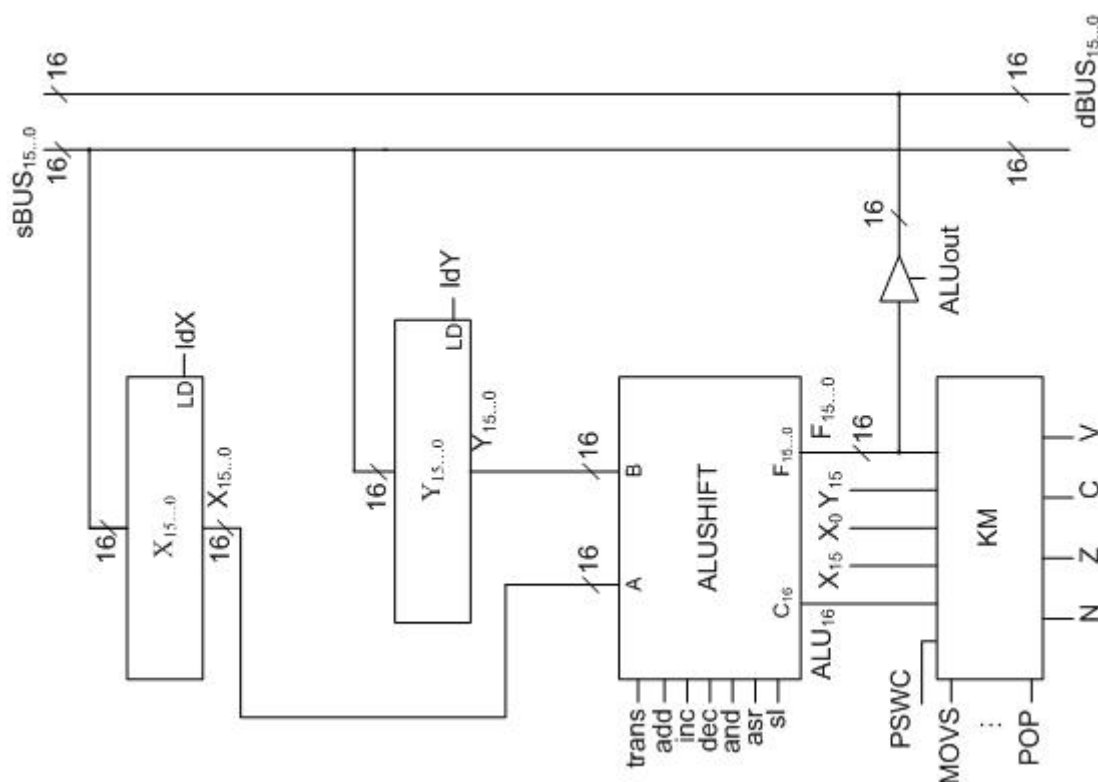 sBUS15...0
16
16
16
X15...0
LD
ldX
16
X15...0
16
Y15...0
LD
ldY
Y15...0
16
16
A
B
ALUSHIFT
trans
add
inc
dec
and
asr
sl
C16
F15...0
ALU16
X15
X0
Y15
F15...0
16
16
ALUout
PSWC
MOVS
⋮
POP
KM
N
Z
C
V
16
16
dBUS15...0